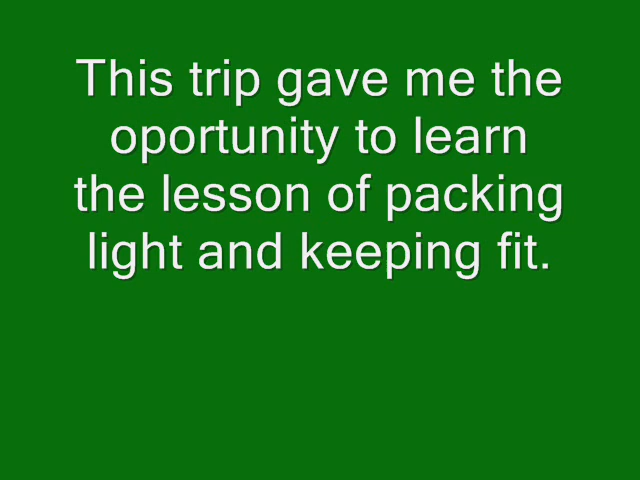 This trip gave me the
oportunity to learn
the lesson of packing
light and keeping fit.